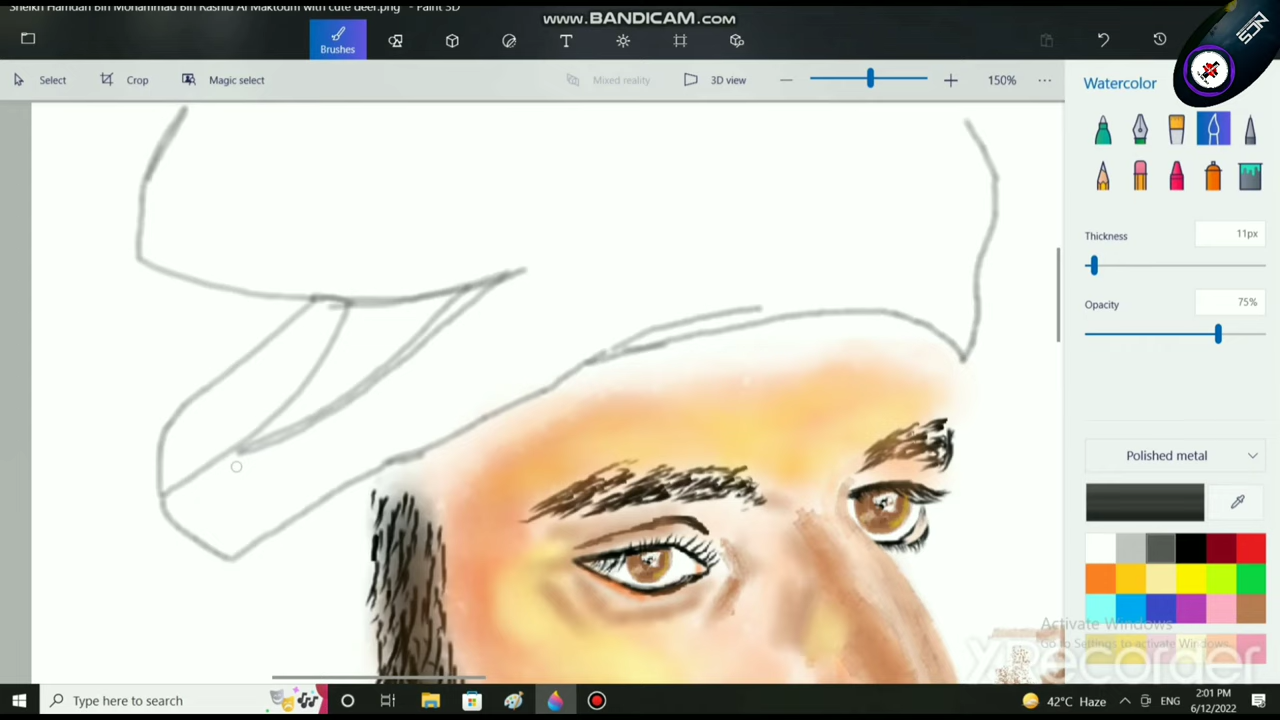 Sheikh Hamdan Bin Mohammad Bin Rashid Al Maktoum with cute deer.png * - Paint 3D
WWW.BANDICAM.COM
Brushes
Select
Crop
Magic select
Mixed reality
3D view
150%
Watercolor
Thickness
11px
Opacity
75%
Polished metal
Activate Windows
Go to Settings to activate Windows.
XRecorder
Type here to search
42°C Haze
ENG
2:01 PM
6/12/2022